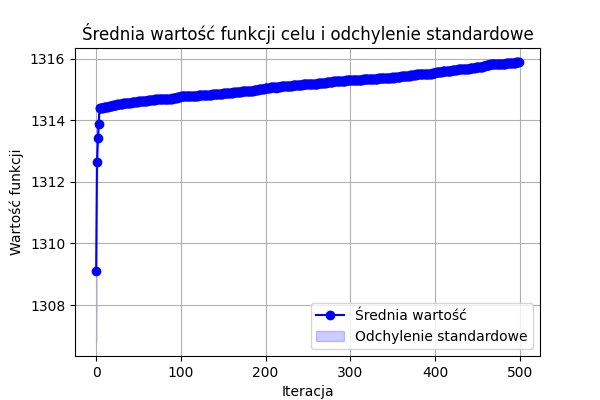 Średnia wartość funkcji celu i odchylenie standardowe
1316
1314
1312
1310
1308
Wartość funkcji
Średnia wartość
Odchylenie standardowe
0 100 200 300 400 500
Iteracja